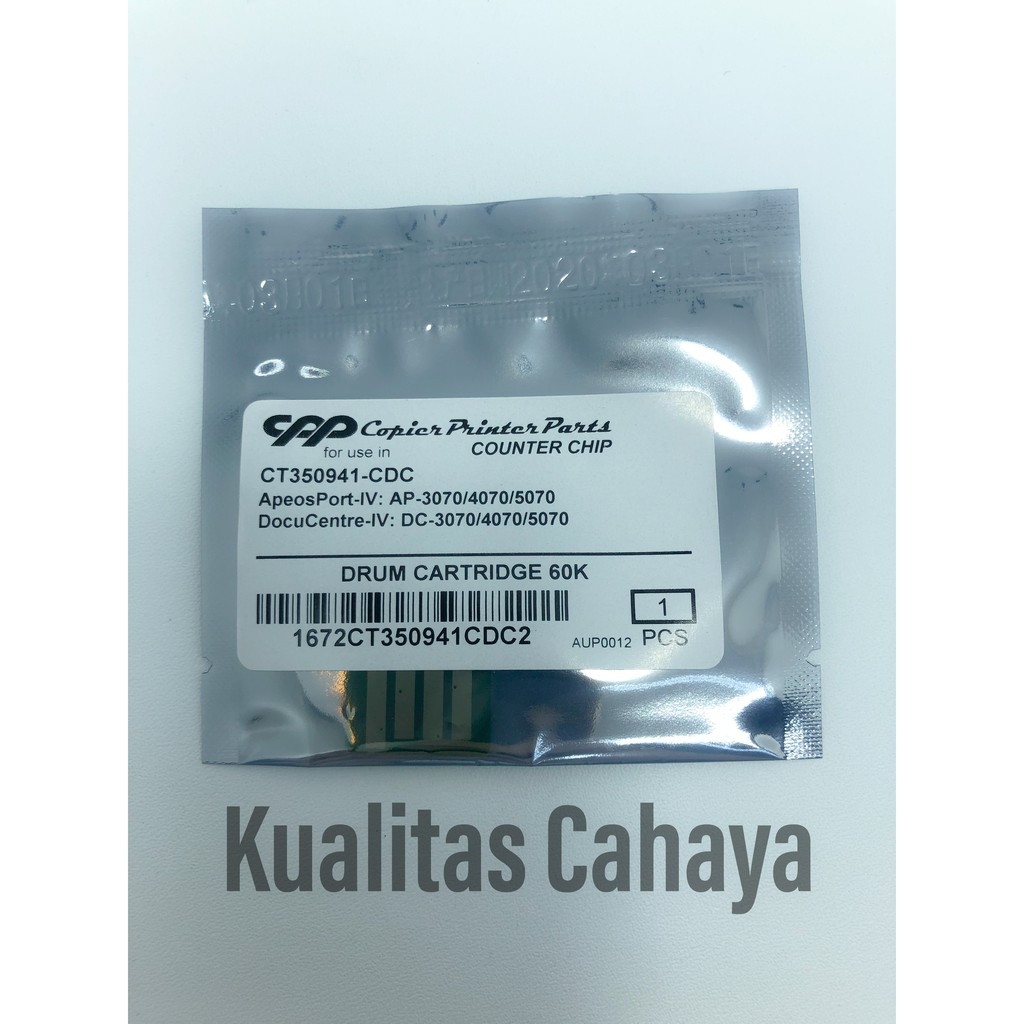 CPP Copier Printer Parts
for use in COUNTER CHIP
CT350941-CDC
ApeosPort-IV: AP-3070/4070/5070
DocuCentre-IV: DC-3070/4070/5070
DRUM CARTRIDGE 60K
1
1672CT350941CDC2 AUP0012 PCS
Kualitas Cahaya